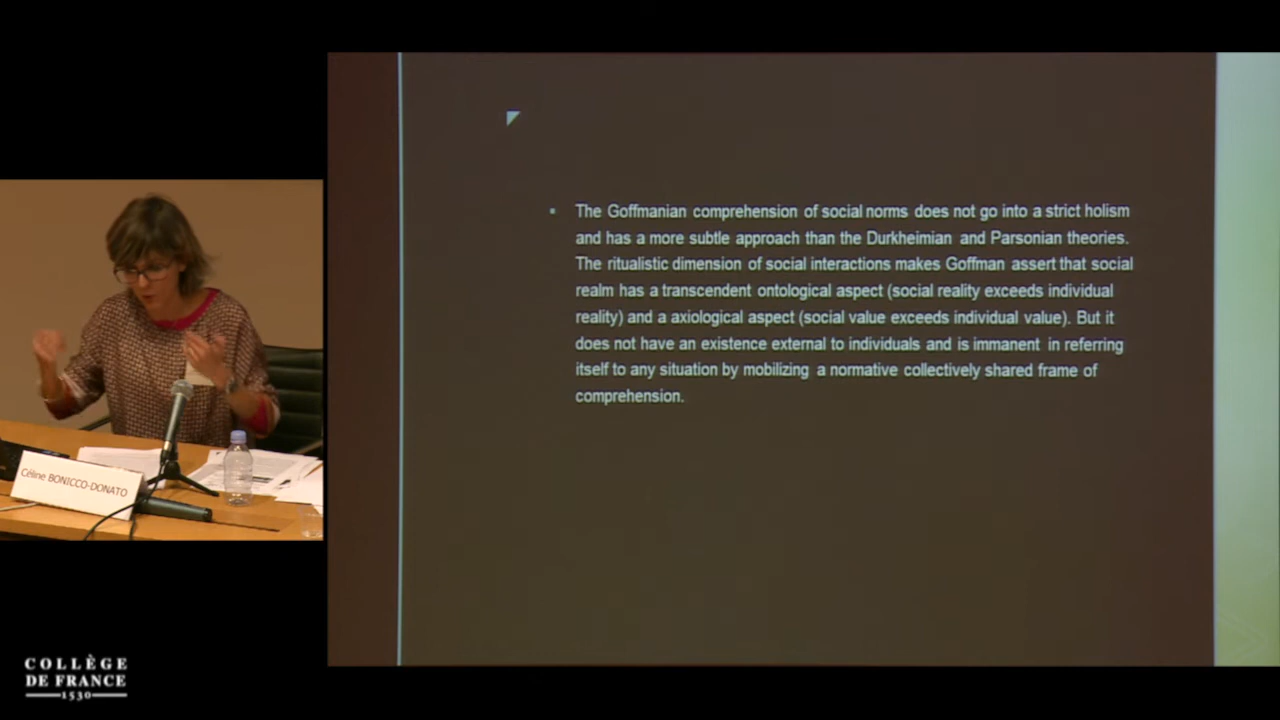 The Goffmanian comprehension of social norms does not go into a strict holism
and has a more subtle approach than the Durkheimian and Parsonian theories.
The ritualistic dimension of social interactions makes Goffman assert that social
realm has a transcendent ontological aspect (social reality exceeds individual
reality) and a axiological aspect (social value exceeds individual value). But it
does not have an existence external to individuals and is immanent in referring
itself to any situation by mobilizing a normative collectively shared frame of
comprehension.
Céline BONICCO-DONATO
COLLÈGE
DE FRANCE
1530